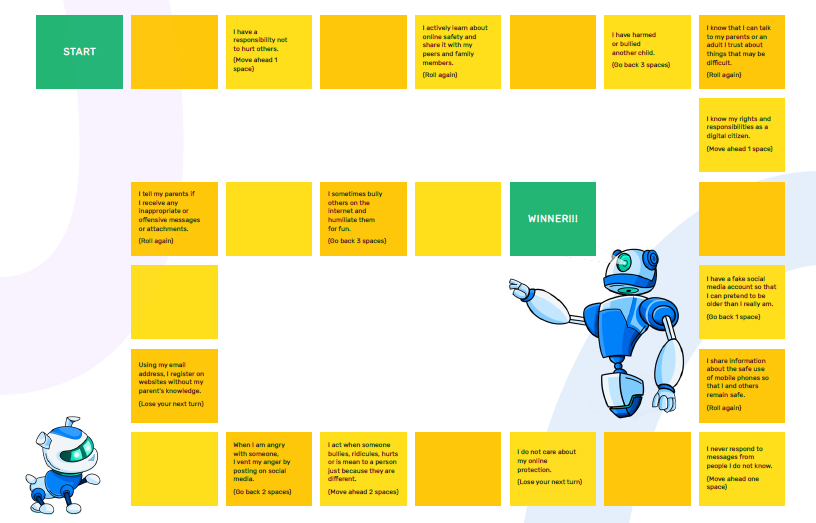 START
I have a
responsibility not
to hurt others.
(Move ahead 1
space)
I actively learn about
online safety and
share it with my
peers and family
members.
(Roll again)
I have harmed
or bullied
another child.
(Go back 3 spaces)
I know that I can talk
to my parents or an
adult I trust about
things that may be
difficult.
(Roll again)
I know my rights and
responsibilities as a
digital citizen.
(Move ahead 1 space)
I tell my parents if
I receive any
inappropriate or
offensive messages
or attachments.
(Roll again)
I sometimes bully
others on the
internet and
humiliate them
for fun.
(Go back 3 spaces)
WINNER!!!
I have a fake social
media account so that
I can pretend to be
older than I really am.
(Go back 1 space)
Using my email
address, I register on
websites without my
parent's knowledge.
(Lose your next turn)
I share information
about the safe use
of mobile phones so
that I and others
remain safe.
(Roll again)
When I am angry
with someone,
I vent my anger by
posting on social
media.
(Go back 2 spaces)
I act when someone
bullies, ridicules, hurts
or is mean to a person
just because they are
different.
(Move ahead 2 spaces)
I do not care about
my online
protection.
(Lose your next turn)
I never respond to
messages from
people I do not know.
(Move ahead one
space)